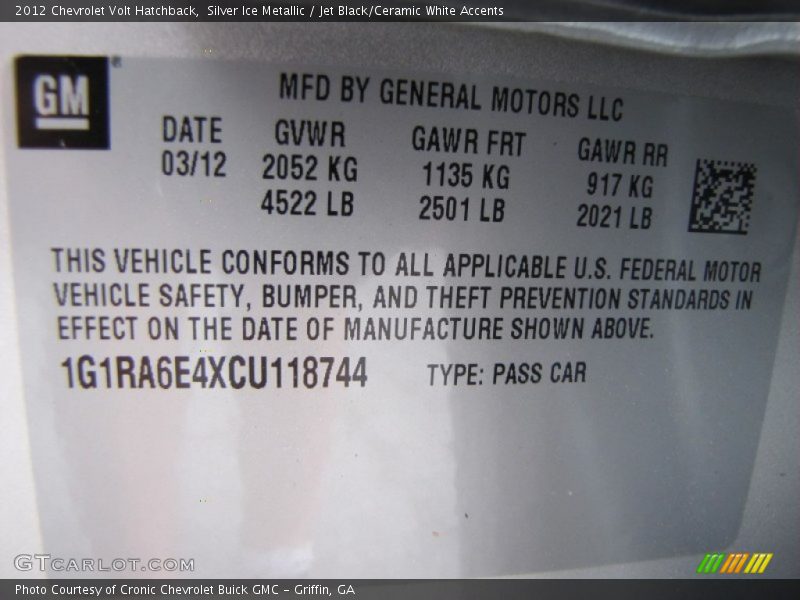 2012 Chevrolet Volt Hatchback,  Silver Ice Metallic / Jet Black/Ceramic White Accents
GM®
MFD BY GENERAL MOTORS LLC
DATE GVWR GAWR FRT GAWR RR
03/12 2052 KG 1135 KG 917 KG
4522 LB 2501 LB 2021 LB
THIS VEHICLE CONFORMS TO ALL APPLICABLE U.S. FEDERAL MOTOR
VEHICLE SAFETY, BUMPER, AND THEFT PREVENTION STANDARDS IN
EFFECT ON THE DATE OF MANUFACTURE SHOWN ABOVE.
1G1RA6E4XCU118744 TYPE: PASS CAR
GTCARLOT.COM
Photo Courtesy of Cronic Chevrolet Buick GMC – Griffin, GA